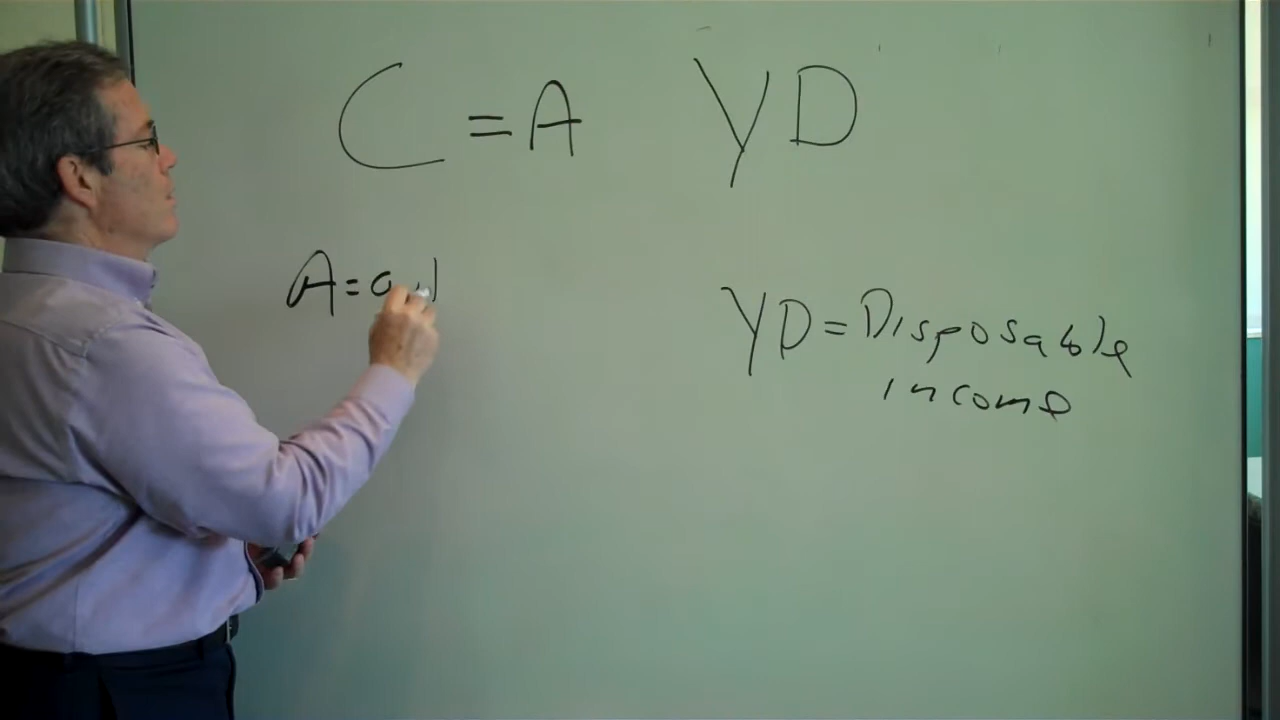 C = A YD
A =
YD = Disposable
income